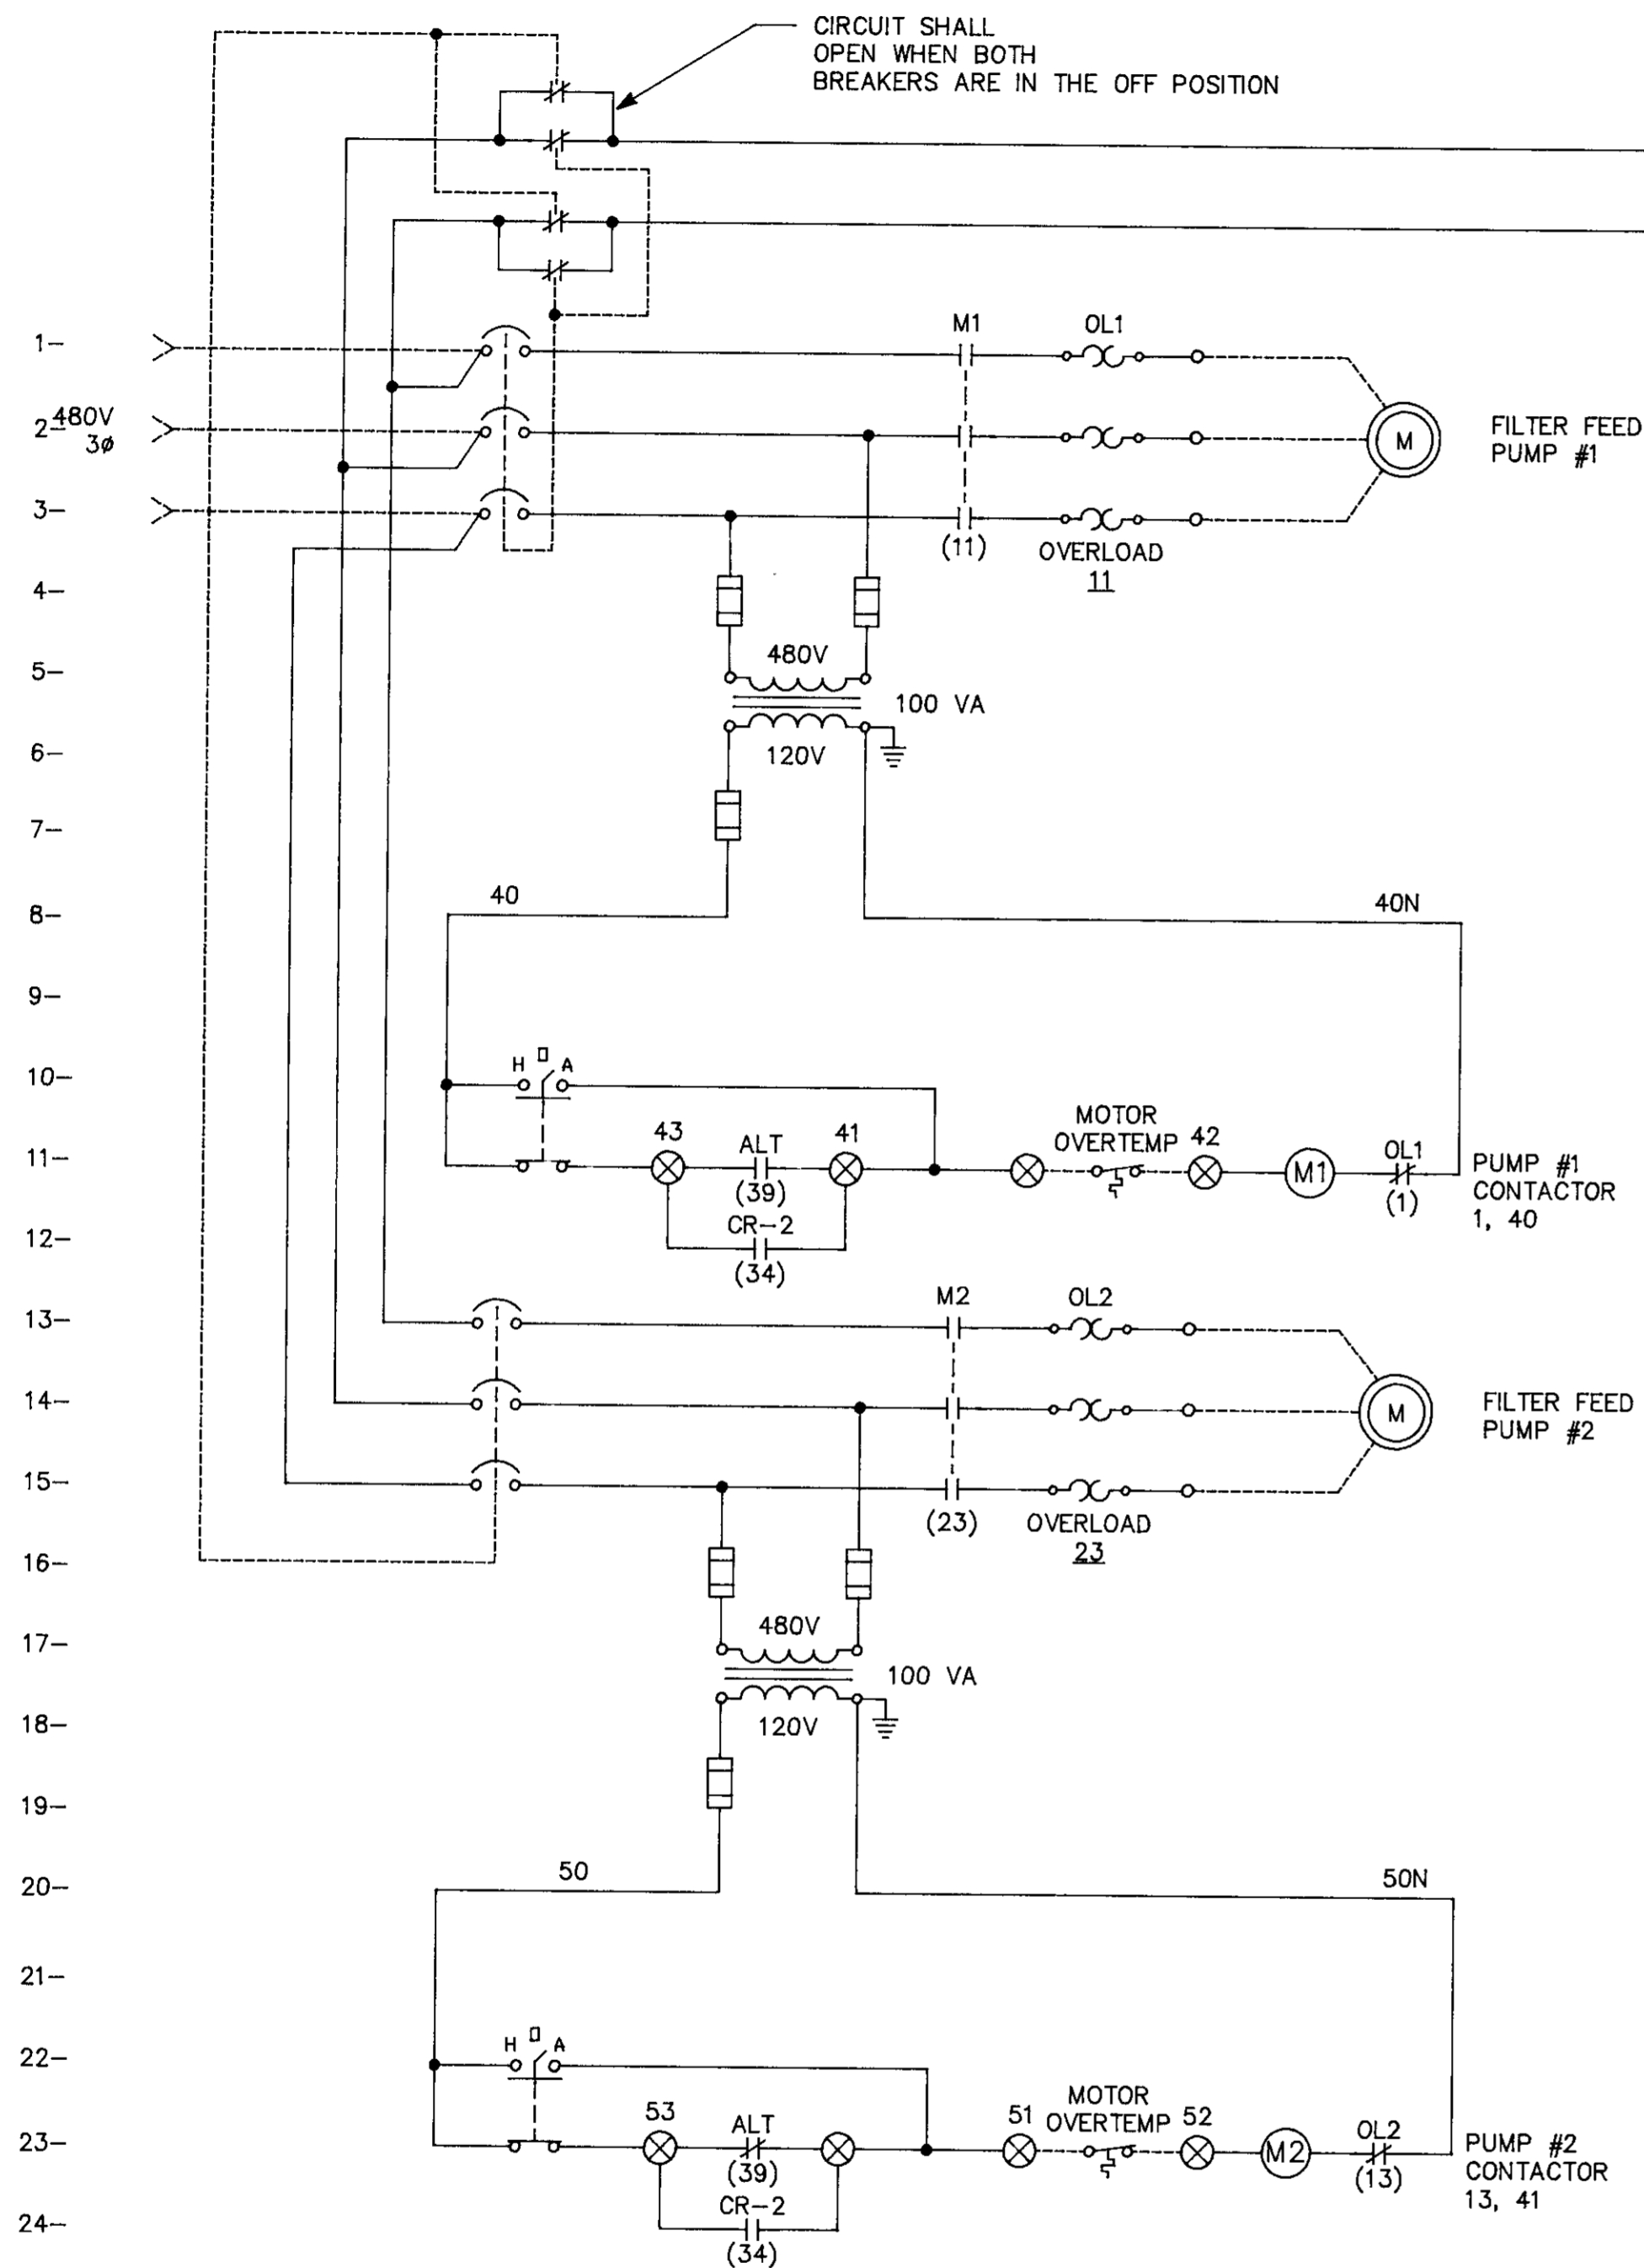 CIRCUIT SHALL
OPEN WHEN BOTH
BREAKERS ARE IN THE OFF POSITION
1-
M1
OL1
2-
480V
3ø
M
FILTER FEED
PUMP #1
3-
(11)
OVERLOAD
11
4-
480V
5-
100 VA
6-
120V
7-
40
40N
8-
9-
H O A
10-
MOTOR
OVERTEMP
43
ALT
41
42
11-
M1
OL1
(39)
(1)
PUMP #1
CONTACTOR
1, 40
CR-2
12-
(34)
M2
OL2
13-
14-
M
FILTER FEED
PUMP #2
15-
(23)
OVERLOAD
23
16-
480V
17-
100 VA
18-
120V
19-
50
50N
20-
21-
H O A
22-
MOTOR
OVERTEMP
53
ALT
51
52
23-
M2
OL2
(39)
(13)
PUMP #2
CONTACTOR
13, 41
CR-2
24-
(34)